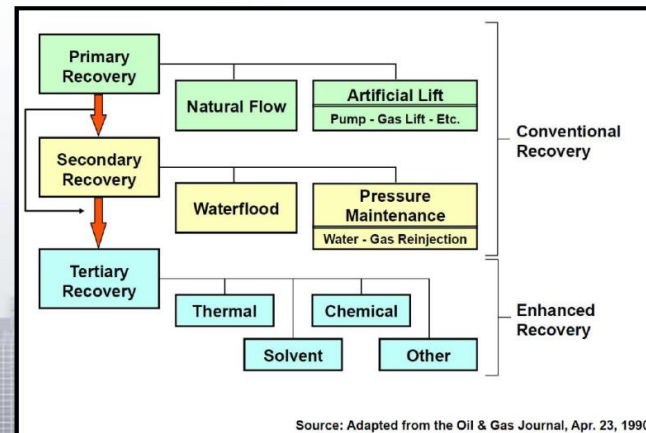 Primary
Recovery
Natural Flow
Artificial Lift
Pump - Gas Lift - Etc.
Conventional
Recovery
Secondary
Recovery
Waterflood
Pressure
Maintenance
Water - Gas Reinjection
Tertiary
Recovery
Thermal
Chemical
Solvent
Other
Enhanced
Recovery
Source: Adapted from the Oil & Gas Journal, Apr. 23, 1990